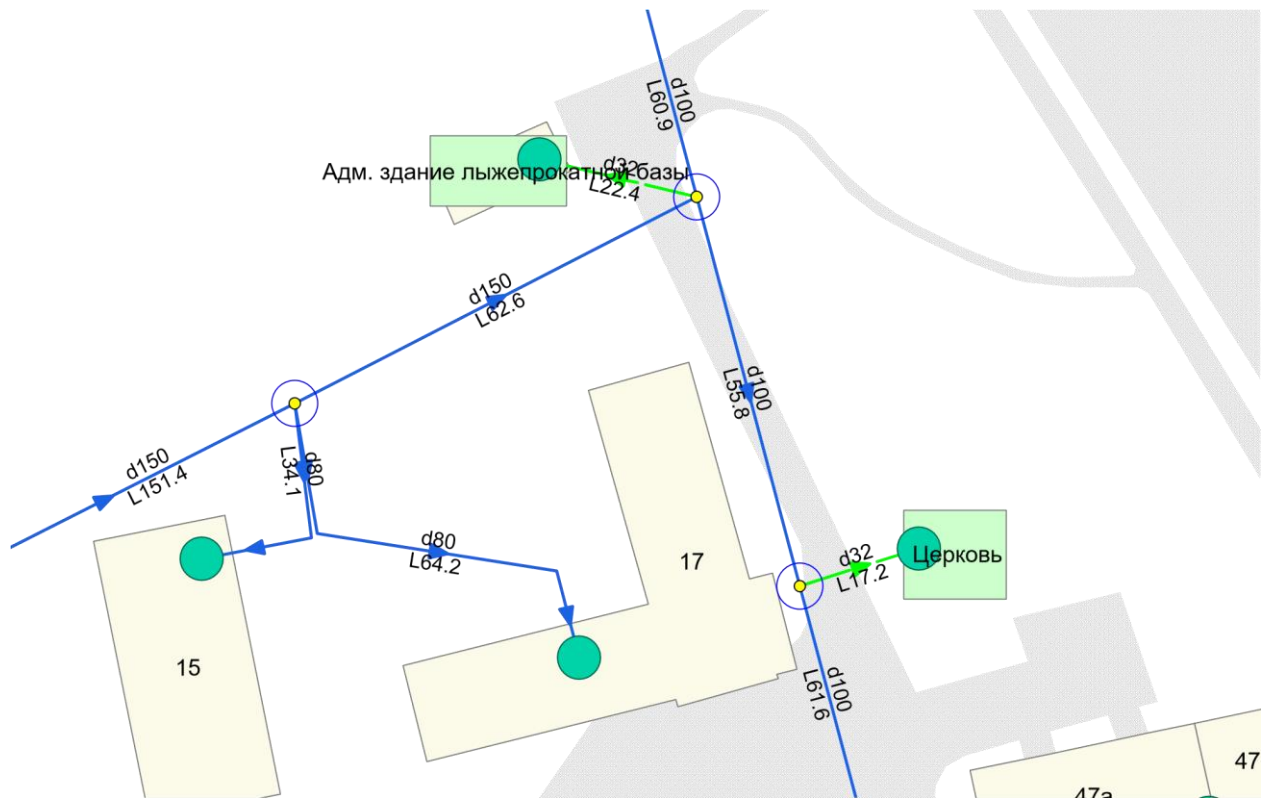 d100
L60.9
Адм. здание лыжепрокатной базы
d32
L22.4
d150
L62.6
d100
L55.8
d150
L151.4
d80
L34.1
d80
L64.2
17
d32
L17.2
Церковь
15
d100
L61.6
47а
47